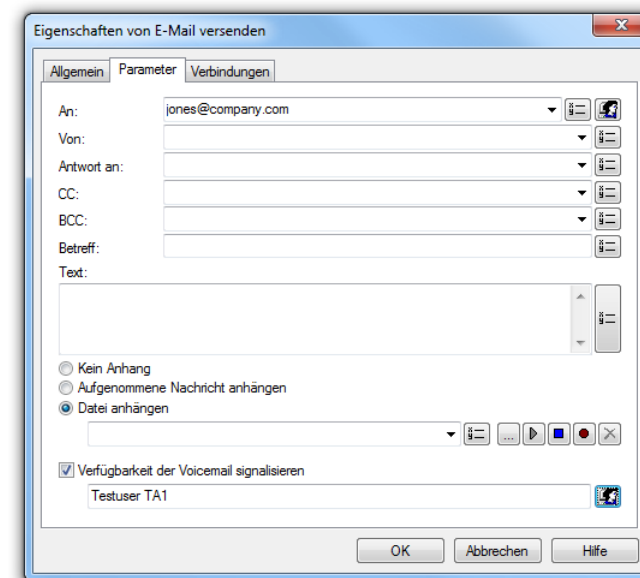 Eigenschaften von E-Mail versenden
Allgemein Parameter Verbindungen
An: jones@company.com
Von:
Antwort an:
CC:
BCC:
Betreff:
Text:
Kein Anhang
Aufgenommene Nachricht anhängen
Datei anhängen
...
Verfügbarkeit der Voicemail signalisieren
Testuser TA1
OK Abbrechen Hilfe